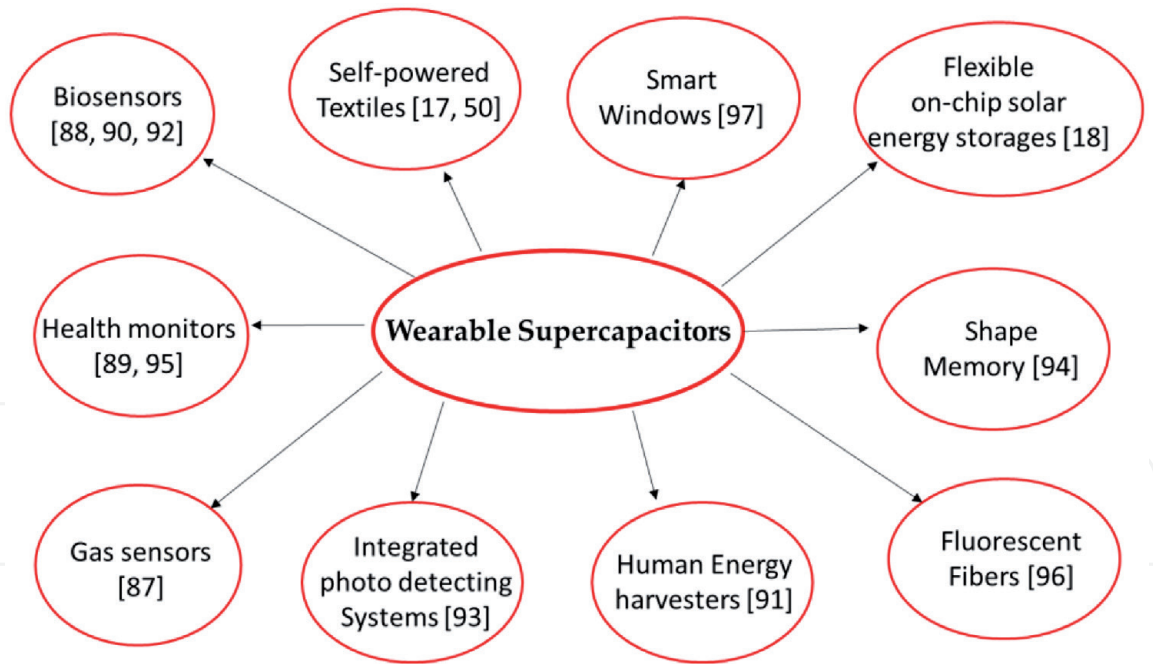 Biosensors
[88, 90, 92]
Self-powered
Textiles [17, 50]
Smart
Windows [97]
Flexible
on-chip solar
energy storages [18]
Health monitors
[89, 95]
Wearable Supercapacitors
Shape
Memory [94]
Gas sensors
[87]
Integrated
photo detecting
Systems [93]
Human Energy
harvesters [91]
Fluorescent
Fibers [96]